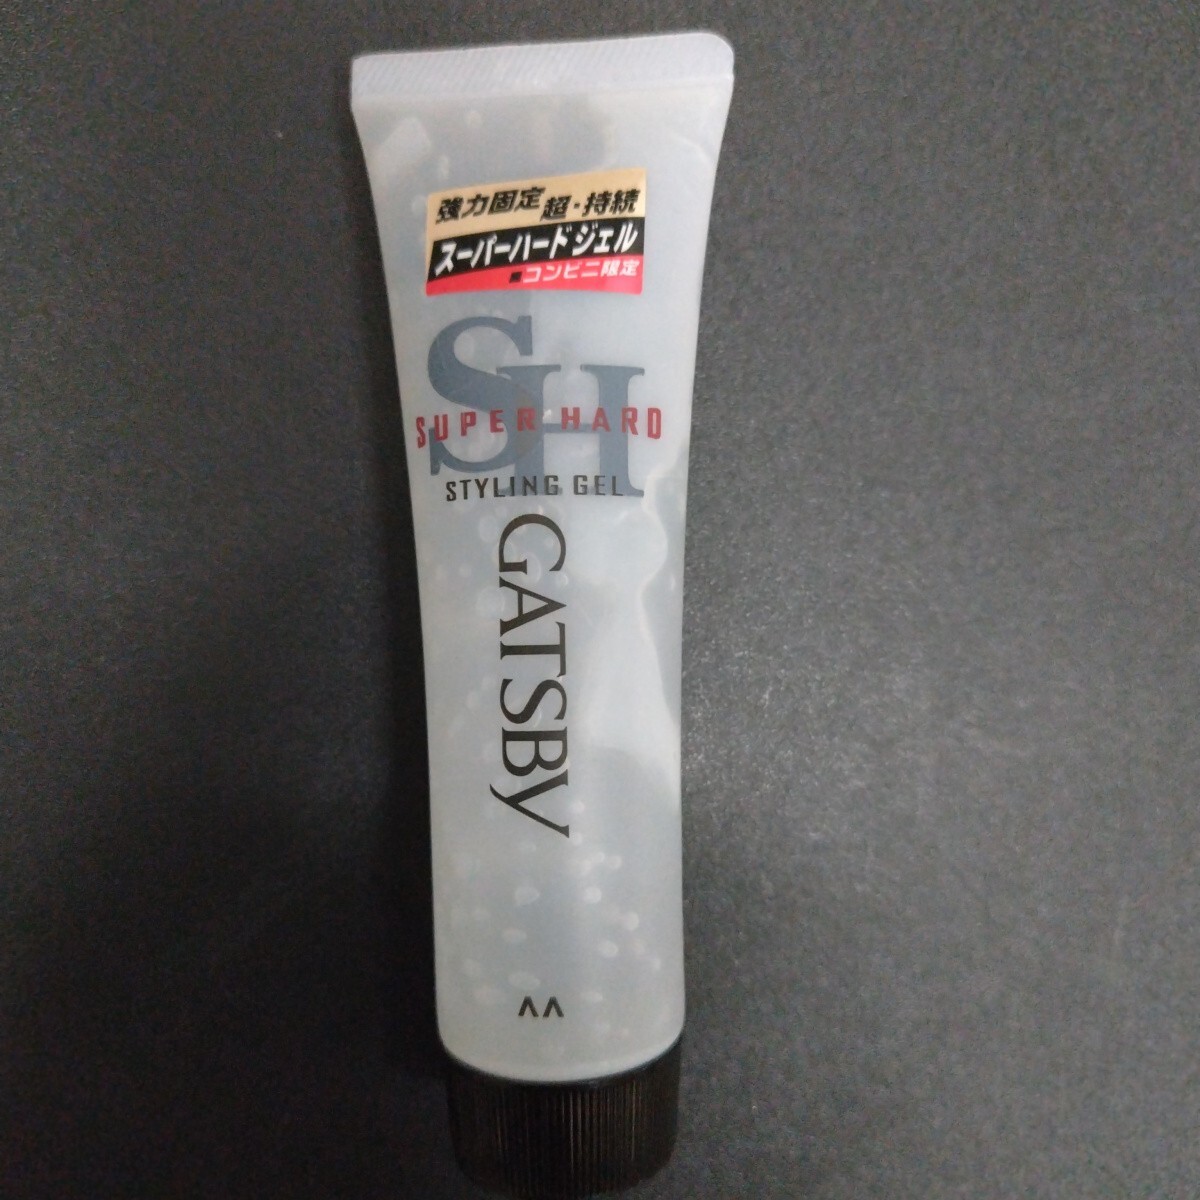 強力固定 超・持続
スーパーハードジェル
■コンビニ限定
SH
SUPER HARD
STYLING GEL
GATSBY